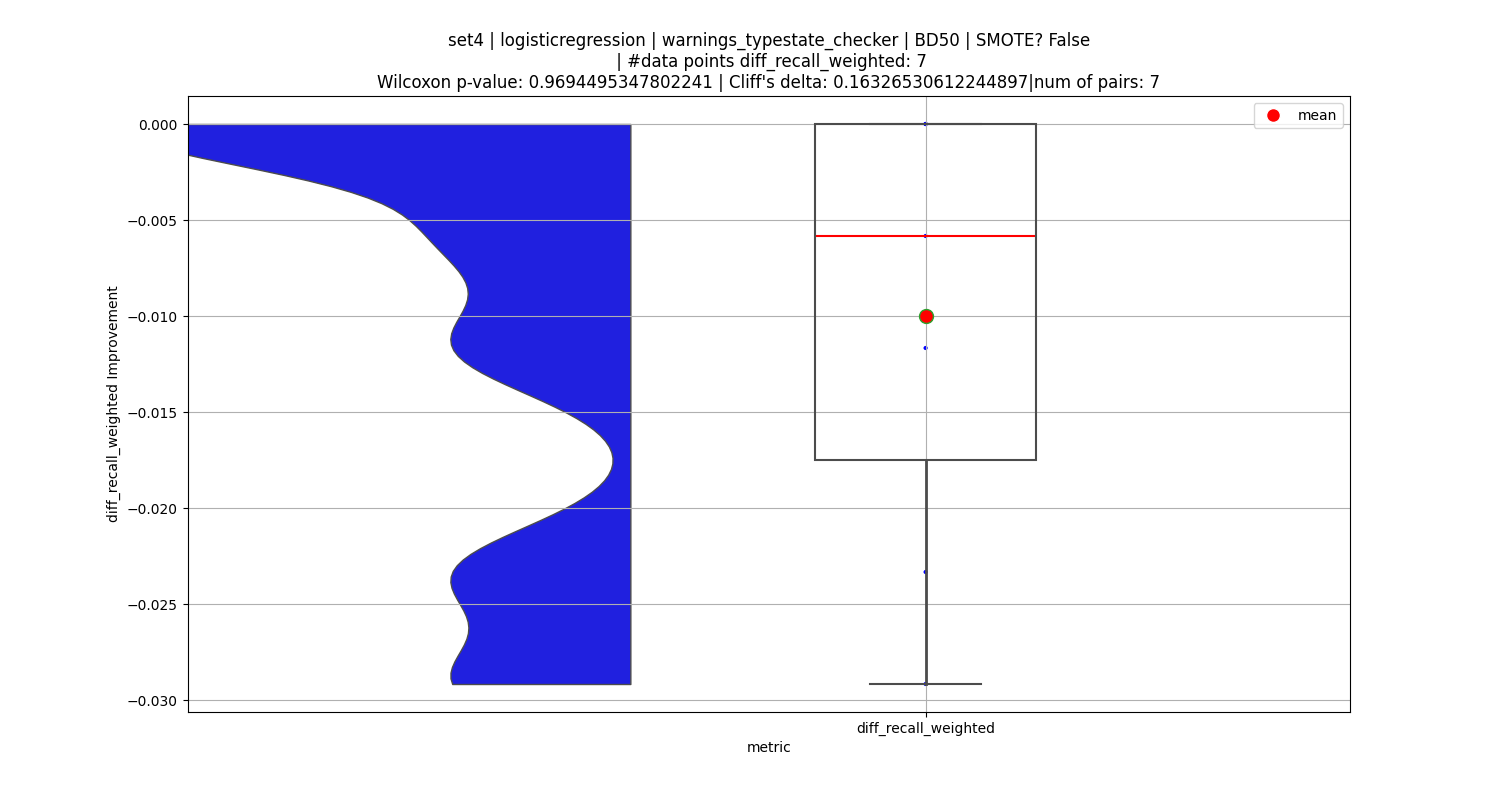 set4 | logisticregression | warnings_typestate_checker | BD50 | SMOTE? False
| #data points diff_recall_weighted: 7
Wilcoxon p-value: 0.9694495347802241 | Cliff's delta: 0.16326530612244897|num of pairs: 7
mean
0.000
−0.005
−0.010
−0.015
−0.020
−0.025
−0.030
diff_recall_weighted Improvement
diff_recall_weighted
metric